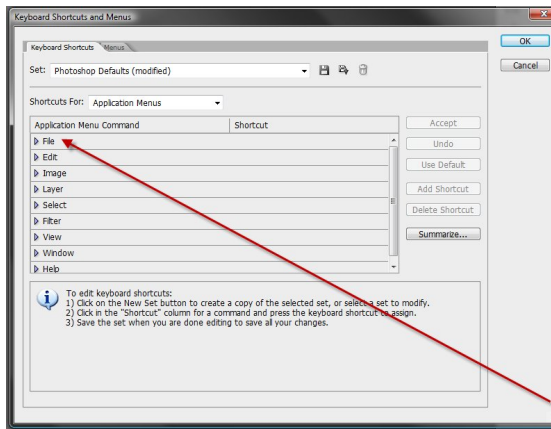 Keyboard Shortcuts and Menus
Keyboard Shortcuts Menus
OK
Set: Photoshop Defaults (modified)
Cancel
Shortcuts For: Application Menus
Application Menu Command Shortcut
Accept
File
Undo
Edit
Use Default
Image
Layer
Add Shortcut
Select
Delete Shortcut
Filter
View
Summarize...
Window
Help
To edit keyboard shortcuts:
1) Click on the New Set button to create a copy of the selected set, or select a set to modify.
2) Click in the "Shortcut" column for a command and press the keyboard shortcut to assign.
3) Save the set when you are done editing to save all your changes.